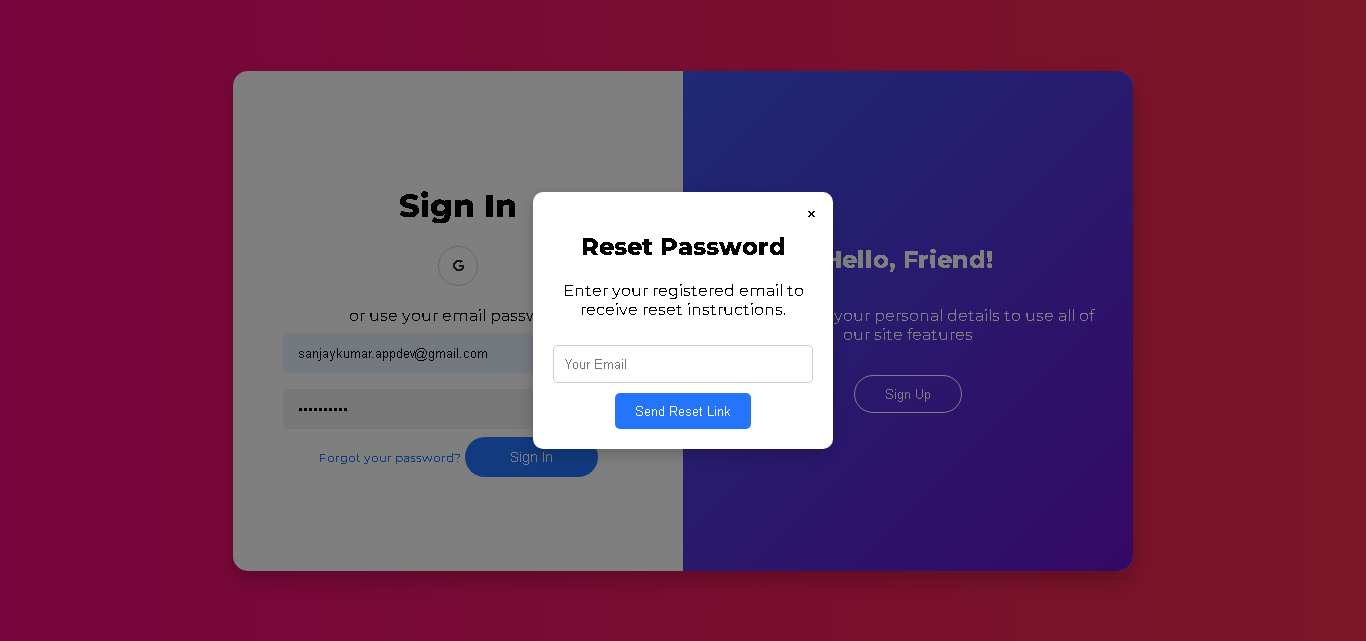 Sign In
G
or use your email passw
sanjaykumar.appdev@gmail.com
••••••••••
Forgot your password?
Sign In
×
Reset Password
Enter your registered email to
receive reset instructions.
Your Email
Send Reset Link
Hello, Friend!
your personal details to use all of
our site features
Sign Up